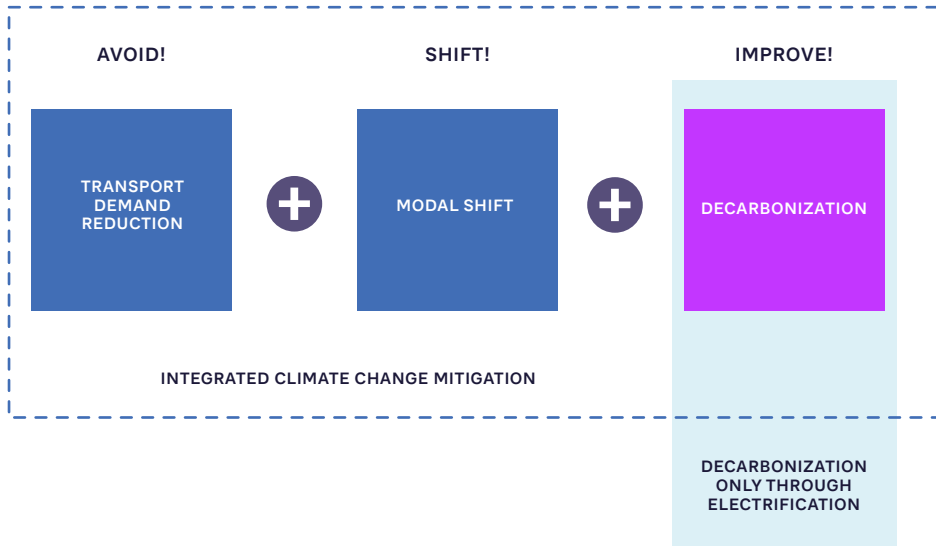 AVOID!
SHIFT!
IMPROVE!
TRANSPORT
DEMAND
REDUCTION
MODAL SHIFT
DECARBONIZATION
INTEGRATED CLIMATE CHANGE MITIGATION
DECARBONIZATION
ONLY THROUGH
ELECTRIFICATION